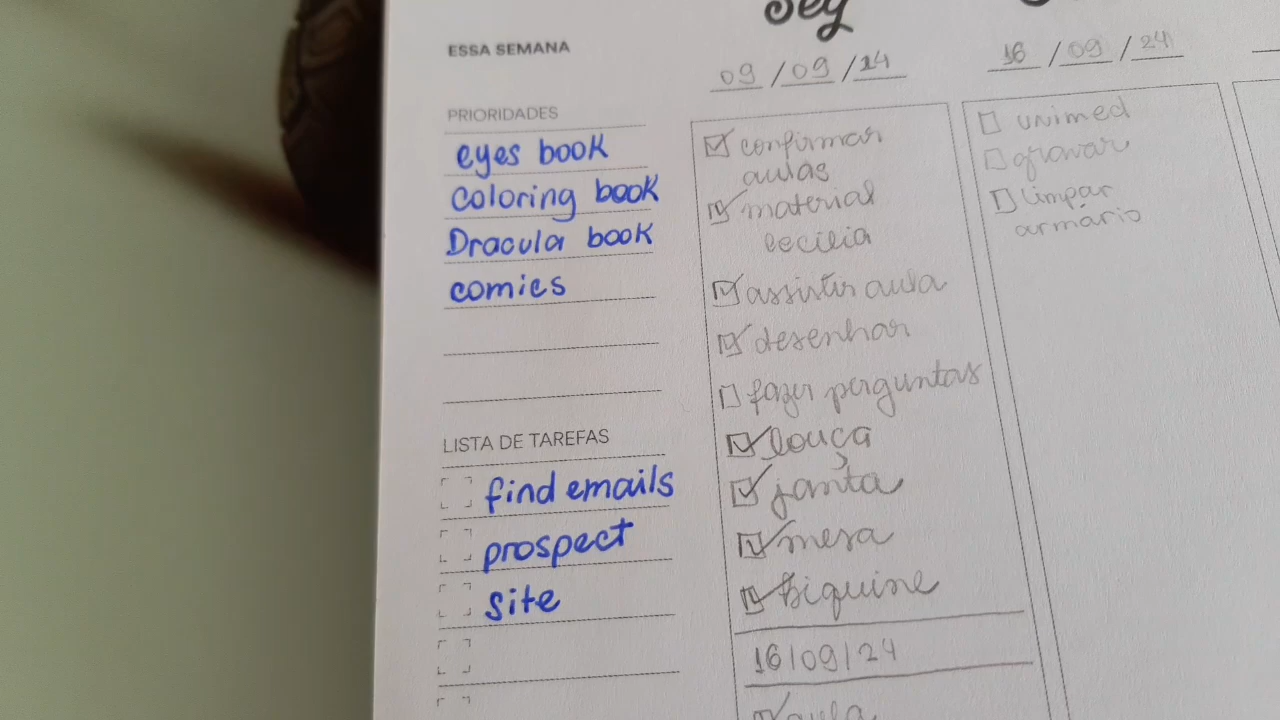 Seg
ESSA SEMANA
PRIORIDADES
eyes book
Coloring book
Dracula book
comics
LISTA DE TAREFAS
find emails
prospect
site
09/09/24
confirmar
aulas
material
Cecilia
assistir aula
desenhar
fazer perguntas
louça
janta
mesa
biquine
16/09/24
aula
16/09/24
unimed
gravar
limpar
armário